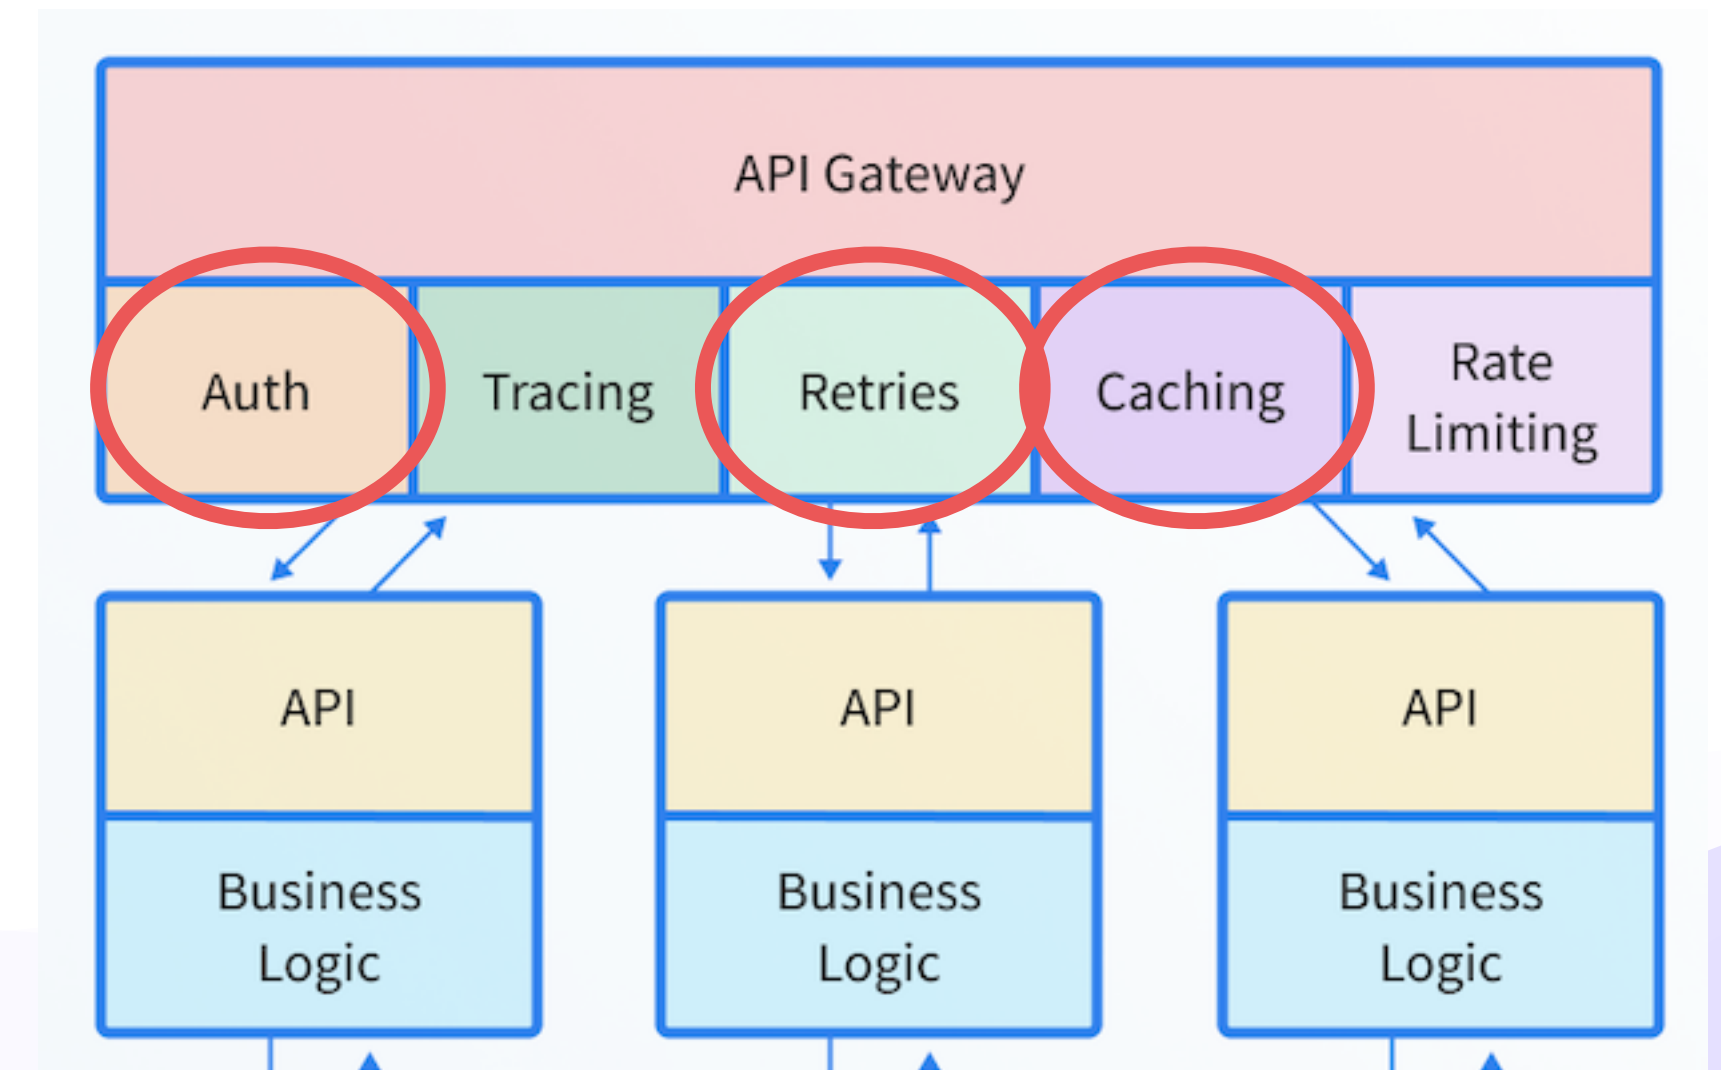 API Gateway
Auth
Tracing
Retries
Caching
Rate
Limiting
API
API
API
Business
Logic
Business
Logic
Business
Logic